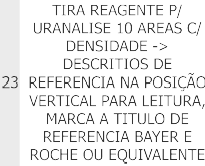 TIRA REAGENTE P/
URANALISE 10 AREAS C/
DENSIDADE ->
DESCRITIOS DE
23 REFERENCIA NA POSIÇÃO
VERTICAL PARA LEITURA,
MARCA A TITULO DE
REFERENCIA BAYER E
ROCHE OU EQUIVALENTE